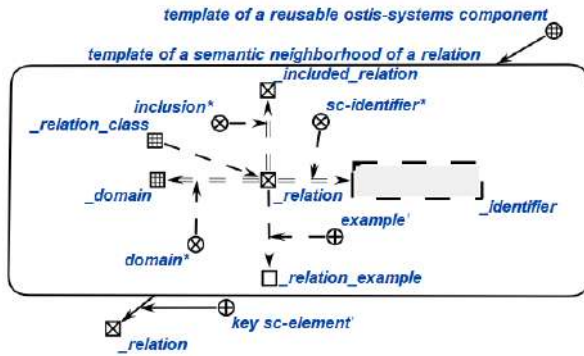 template of a reusable ostis-systems component
template of a semantic neighborhood of a relation
_included_relation
inclusion*
sc-identifier*
_relation_class
_domain
_relation
_identifier
example'
domain*
_relation_example
key sc-element'
_relation